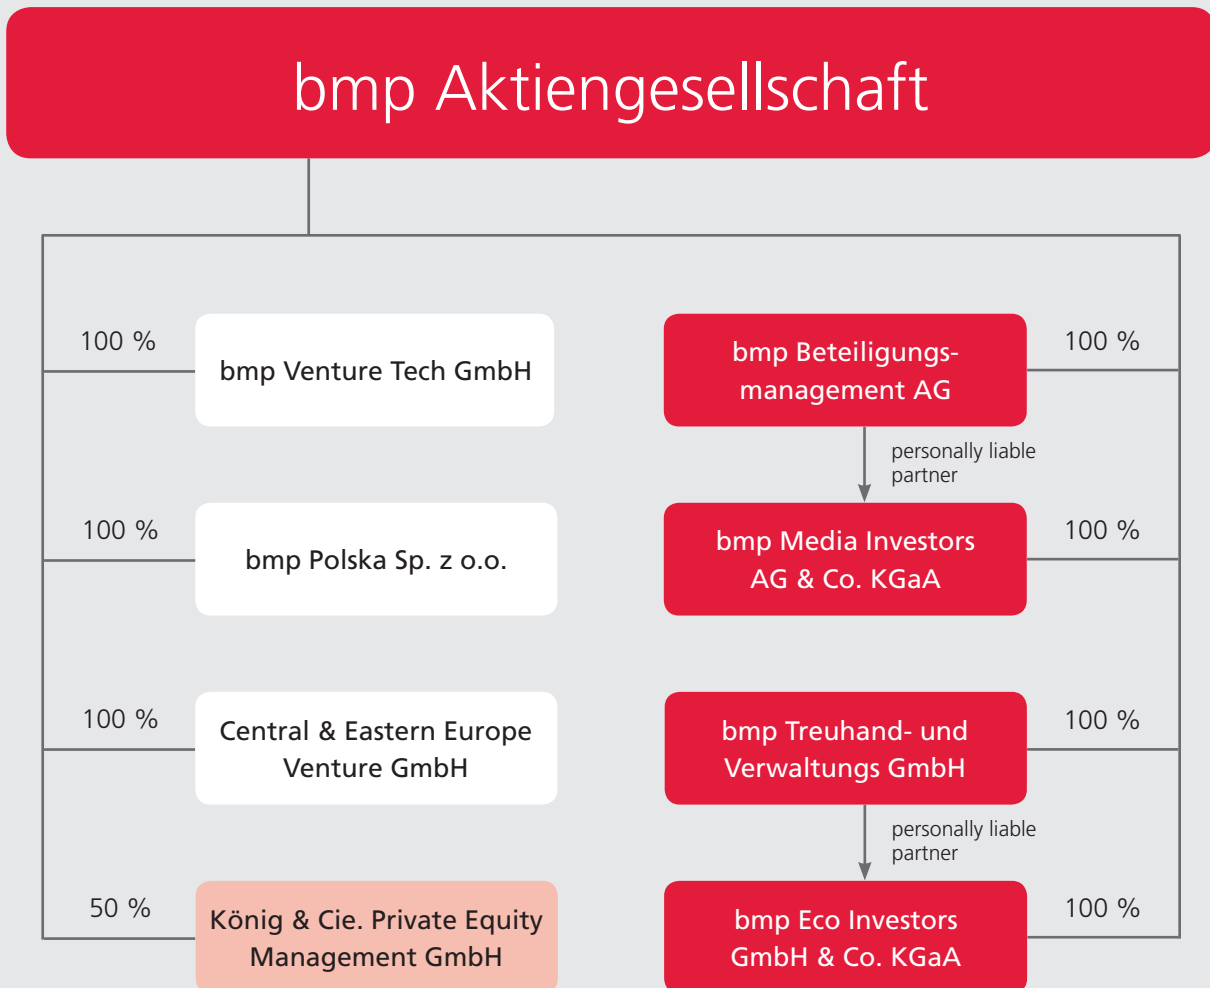 bmp Aktiengesellschaft
100 %
bmp Venture Tech GmbH
bmp Beteiligungs-
management AG
100 %
personally liable
partner
100 %
bmp Polska Sp. z o.o.
bmp Media Investors
AG & Co. KGaA
100 %
100 %
Central & Eastern Europe
Venture GmbH
bmp Treuhand- und
Verwaltungs GmbH
100 %
personally liable
partner
50 %
König & Cie. Private Equity
Management GmbH
bmp Eco Investors
GmbH & Co. KGaA
100 %